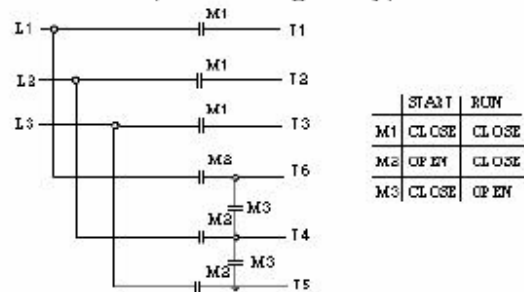 L1
M1
T1
L2
M1
T2
L3
M1
T3
M2
T6
M3
M2
T4
M2
M3
T5
START RUN
M1 CLOSE CLOSE
M2 OPEN CLOSE
M3 CLOSE OPEN